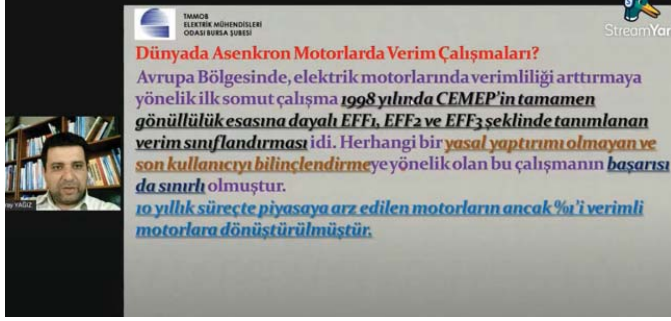 TMMOB
ELEKTRİK MÜHENDİSLERİ
ODASI BURSA ŞUBESİ
StreamYar
Dünyada Asenkron Motorlarda Verim Çalışmaları?
Avrupa Bölgesinde, elektrik motorlarında verimliliği arttırmaya
yönelik ilk somut çalışma 1998 yılında CEMEP'in tamamen
gönüllülük esasına dayalı EFF1, EFF2 ve EFF3 şeklinde tanımlanan
verim sınıflandırması idi. Herhangi bir yasal yaptırımı olmayan ve
son kullanıcıyı bilinçlendirmeye yönelik olan bu çalışmanın başarısı
da sınırlı olmuştur.
10 yıllık süreçte piyasaya arz edilen motorların ancak %1'i verimli
motorlara dönüştürülmüştür.
ray YAĞIZ